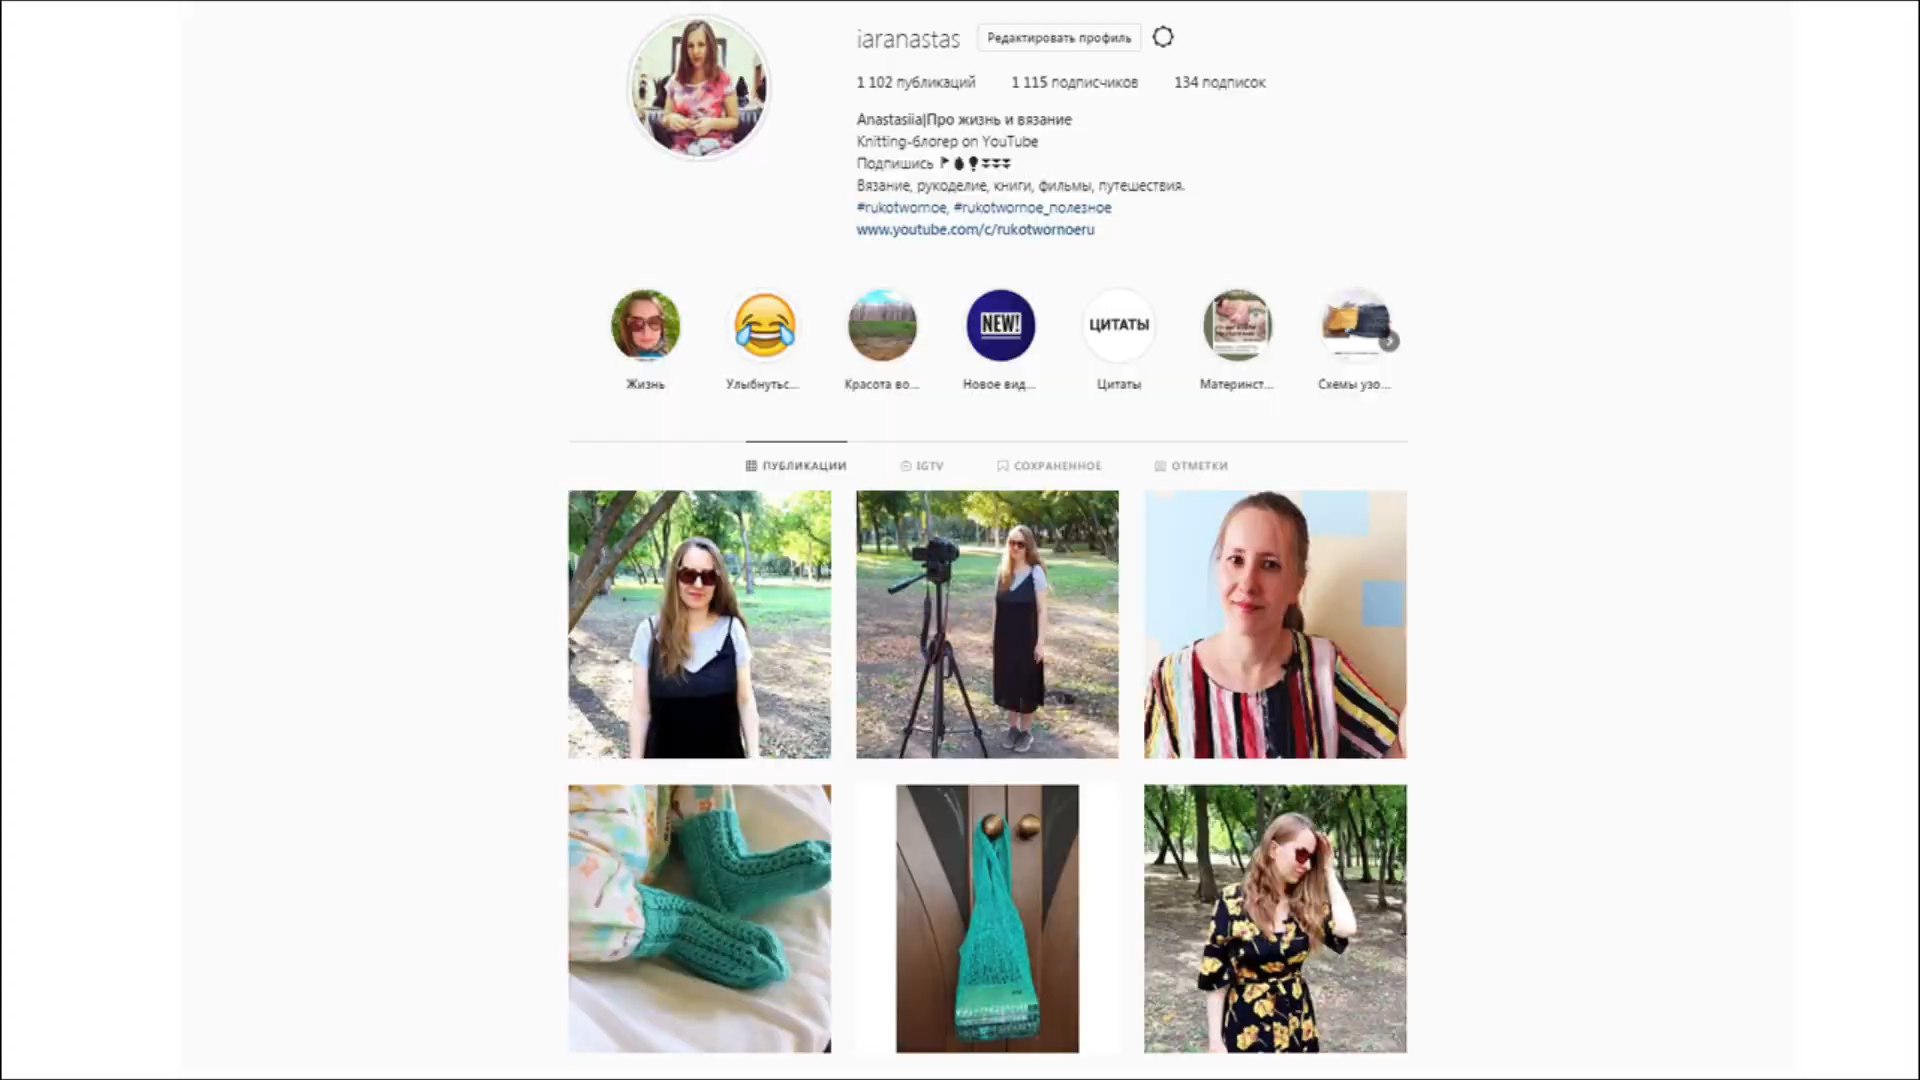 iaranastas Редактировать профиль
1 102 публикаций 1 115 подписчиков 134 подписок
Anastasiia|Про жизнь и вязание
Knitting-блогер on YouTube
Подпишись
Вязание, рукоделие, книги, фильмы, путешествия.
#rukotwornoe, #rukotwornoe_полезное
www.youtube.com/c/rukotwornoeru
NEW! ЦИТАТЫ
Жизнь Улыбнутьс... Красота во... Новое вид... Цитаты Материнст... Схемы узо...
ПУБЛИКАЦИИ IGTV СОХРАНЕННОЕ ОТМЕТКИ